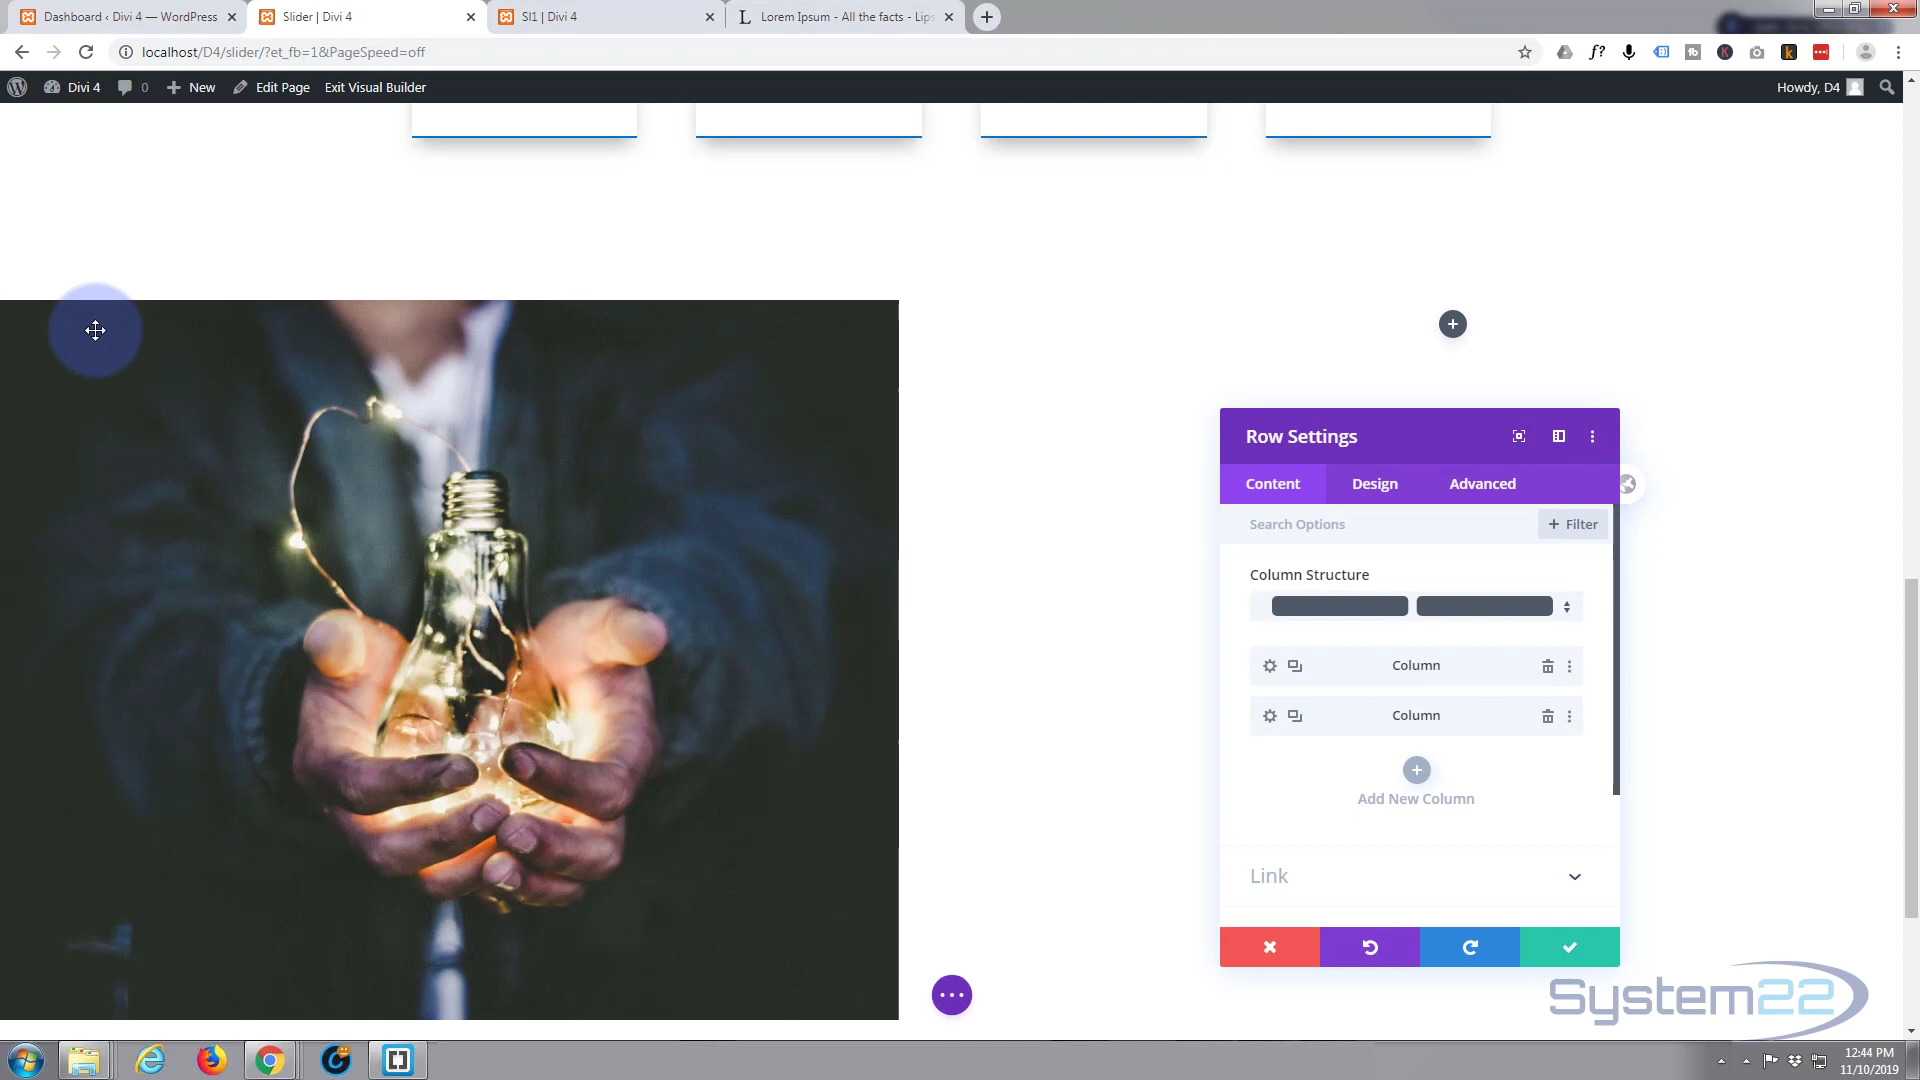 Dashboard ‹ Divi 4 — WordPress
Slider | Divi 4
Sl1 | Divi 4
Lorem Ipsum - All the facts - Lips
localhost/D4/slider/?et_fb=1&PageSpeed=off
Divi 4
0
New
Edit Page
Exit Visual Builder
Howdy, D4
Row Settings
Content
Design
Advanced
Search Options
+ Filter
Column Structure
Column
Column
Add New Column
Link
System22
12:44 PM
11/10/2019